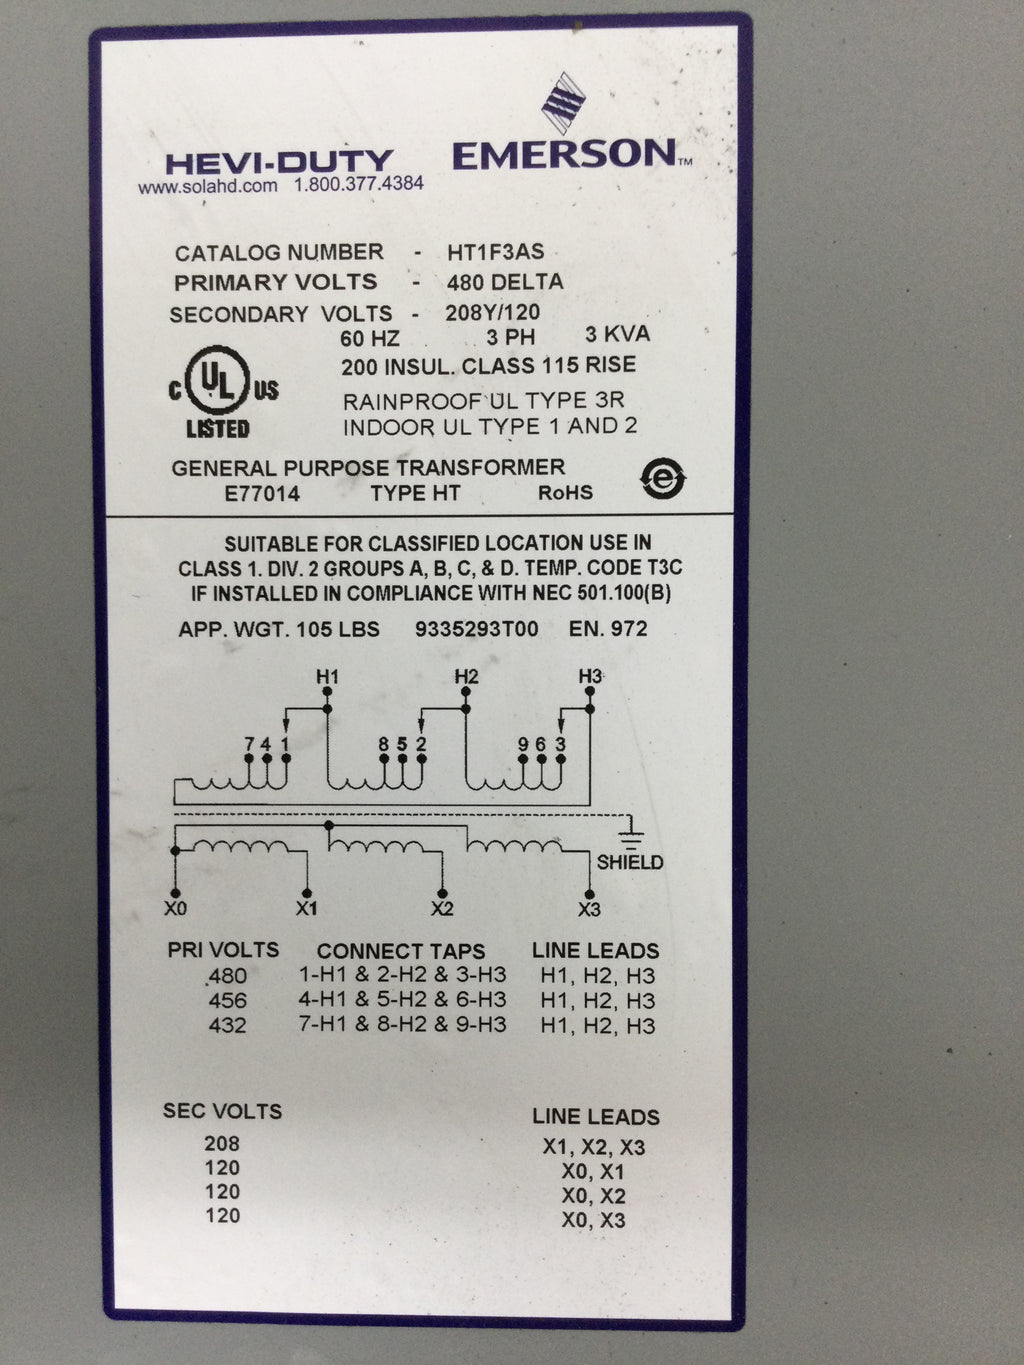 HEVI-DUTY
www.solahd.com 1.800.377.4384
EMERSON™
CATALOG NUMBER - HT1F3AS
PRIMARY VOLTS - 480 DELTA
SECONDARY VOLTS - 208Y/120
60 HZ 3 PH 3 KVA
200 INSUL. CLASS 115 RISE
C UL US
LISTED
RAINPROOF UL TYPE 3R
INDOOR UL TYPE 1 AND 2
GENERAL PURPOSE TRANSFORMER
E77014 TYPE HT RoHS
e
SUITABLE FOR CLASSIFIED LOCATION USE IN
CLASS 1. DIV. 2 GROUPS A, B, C, & D. TEMP. CODE T3C
IF INSTALLED IN COMPLIANCE WITH NEC 501.100(B)
APP. WGT. 105 LBS 9335293T00 EN. 972
H1 H2 H3
7 4 1 8 5 2 9 6 3
SHIELD
X0 X1 X2 X3
PRI VOLTS CONNECT TAPS LINE LEADS
480 1-H1 & 2-H2 & 3-H3 H1, H2, H3
456 4-H1 & 5-H2 & 6-H3 H1, H2, H3
432 7-H1 & 8-H2 & 9-H3 H1, H2, H3
SEC VOLTS LINE LEADS
208 X1, X2, X3
120 X0, X1
120 X0, X2
120 X0, X3